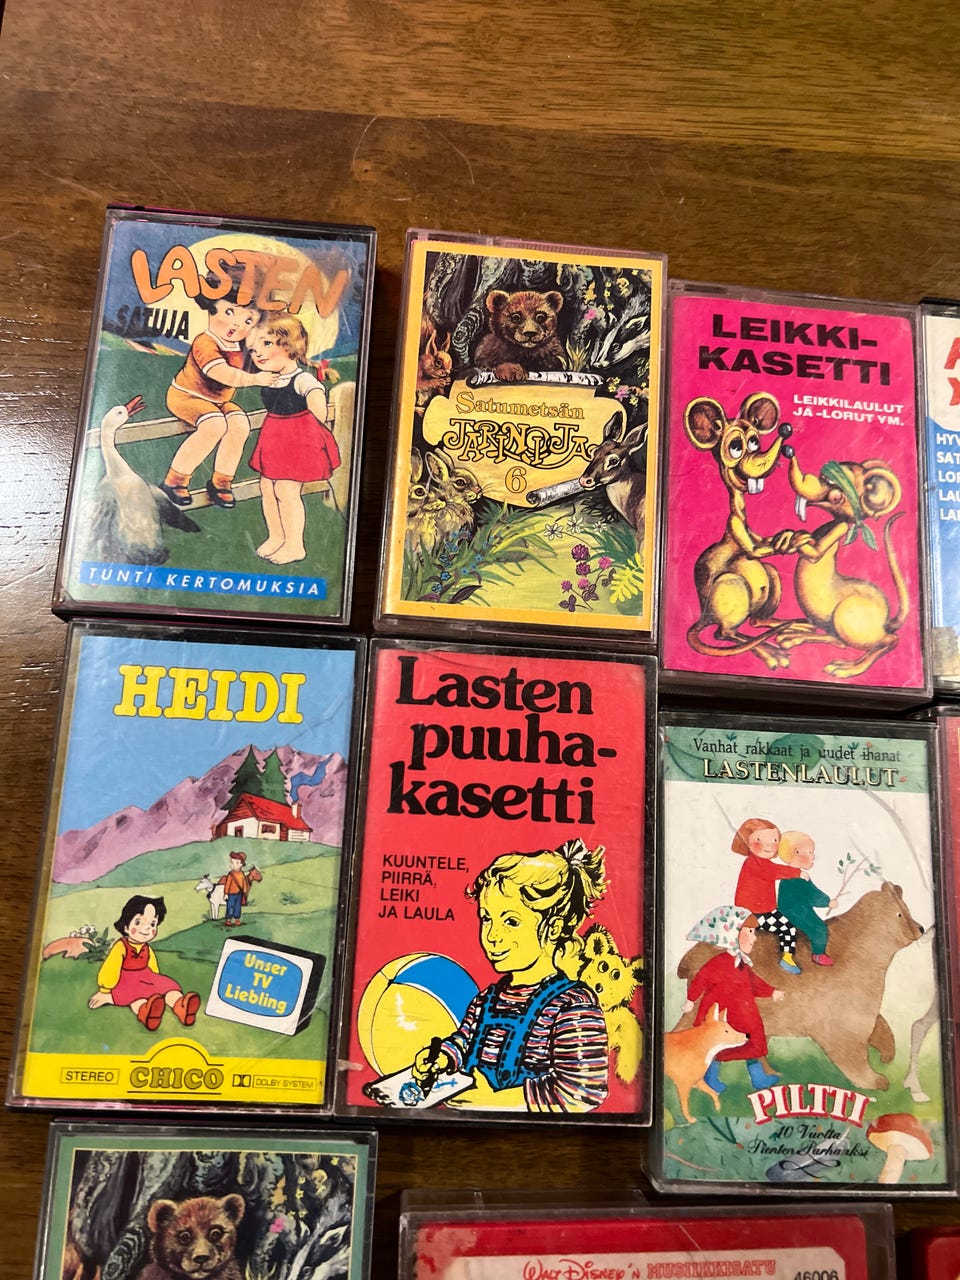 LASTEN
SATUJA
TUNTI KERTOMUKSIA
Satumetsän
TARINOITA
6
LEIKKI-
KASETTI
LEIKKILAULUT
JA -LORUT YM.
HEIDI
Unser
TV
Liebling
STEREO
CHICO
DOLBY SYSTEM
Lasten
puuha-
kasetti
KUUNTELE,
PIIRRÄ,
LEIKI
JA LAULA
Vanhat rakkaat ja uudet ihanat
LASTENLAULUT
PILTTI
40 Vuotta
Pienten Parhaaksi
WALT DISNEY'N MUSIIKKISATU
46006